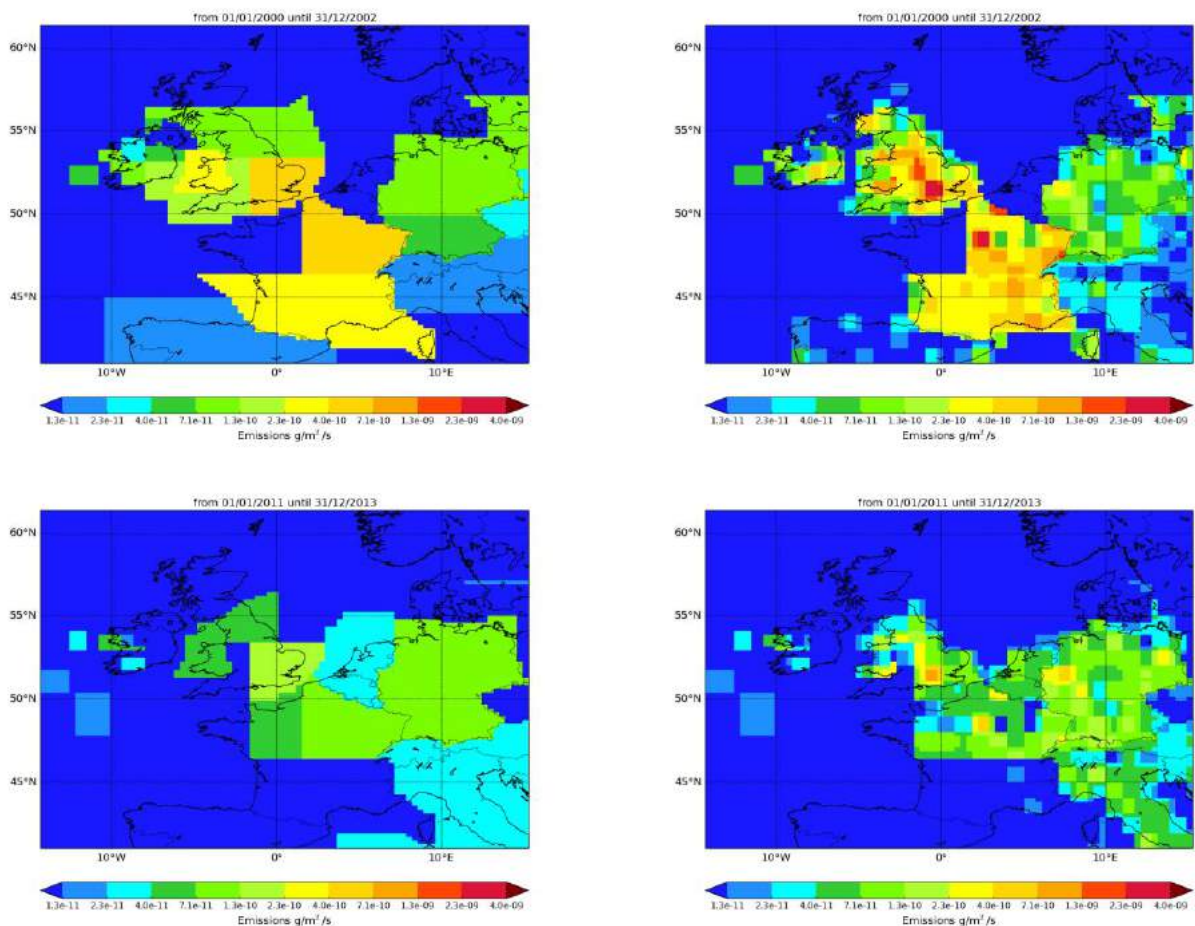 from 01/01/2000 until 31/12/2002
60°N
55°N
50°N
45°N
10°W 0° 10°E
1.3e-11 2.3e-11 4.0e-11 7.1e-11 1.3e-10 2.3e-10 4.0e-10 7.1e-10 1.3e-09 2.3e-09 4.0e-09
Emissions g/m²/s
from 01/01/2000 until 31/12/2002
60°N
55°N
50°N
45°N
10°W 0° 10°E
1.3e-11 2.3e-11 4.0e-11 7.1e-11 1.3e-10 2.3e-10 4.0e-10 7.1e-10 1.3e-09 2.3e-09 4.0e-09
Emissions g/m²/s
from 01/01/2011 until 31/12/2013
60°N
55°N
50°N
45°N
10°W 0° 10°E
1.3e-11 2.3e-11 4.0e-11 7.1e-11 1.3e-10 2.3e-10 4.0e-10 7.1e-10 1.3e-09 2.3e-09 4.0e-09
Emissions g/m²/s
from 01/01/2011 until 31/12/2013
60°N
55°N
50°N
45°N
10°W 0° 10°E
1.3e-11 2.3e-11 4.0e-11 7.1e-11 1.3e-10 2.3e-10 4.0e-10 7.1e-10 1.3e-09 2.3e-09 4.0e-09
Emissions g/m²/s